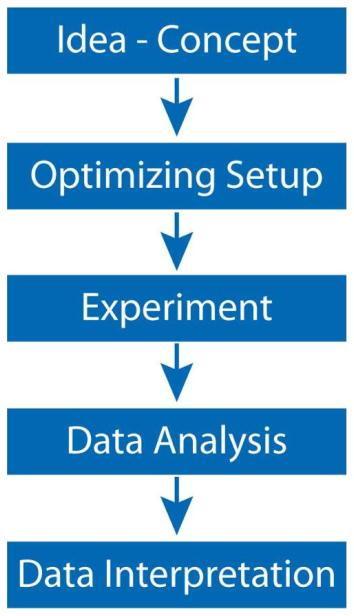 Idea - Concept
Optimizing Setup
Experiment
Data Analysis
Data Interpretation